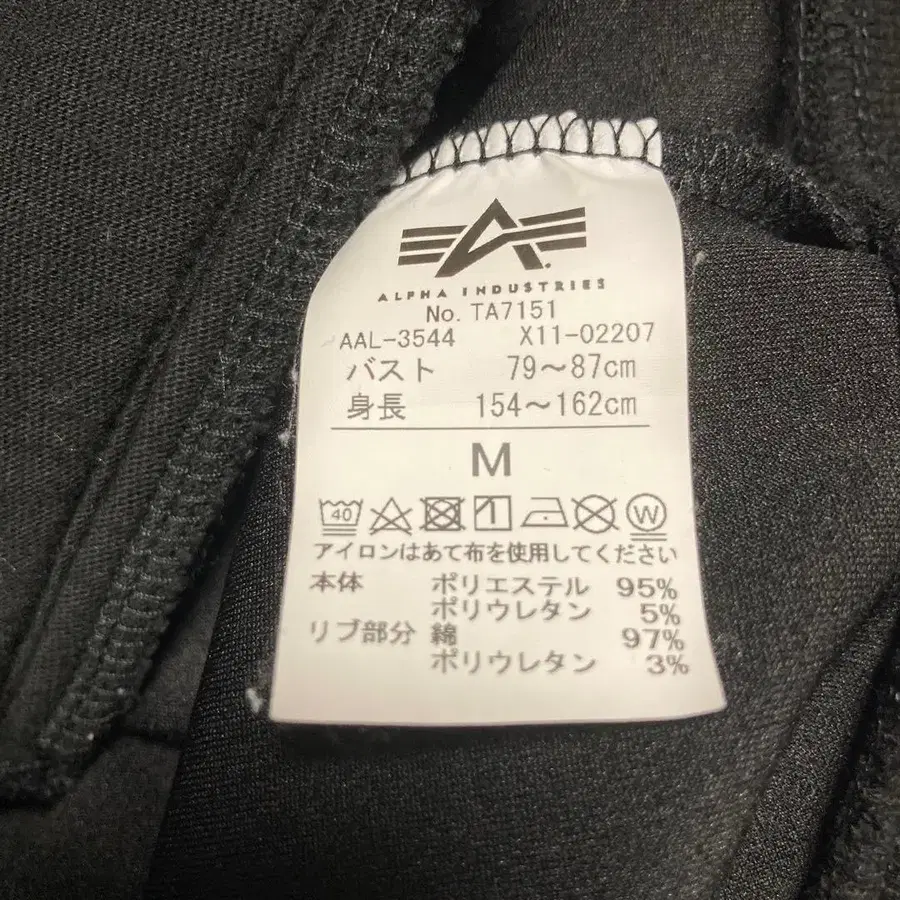 ALPHA INDUSTRIES
No. TA7151
AAL-3544 X11-02207
バスト 79～87cm
身長 154～162cm
M
40 W
アイロンはあて布を使用してください
本体 ポリエステル 95%
ポリウレタン 5%
リブ部分 綿 97%
ポリウレタン 3%